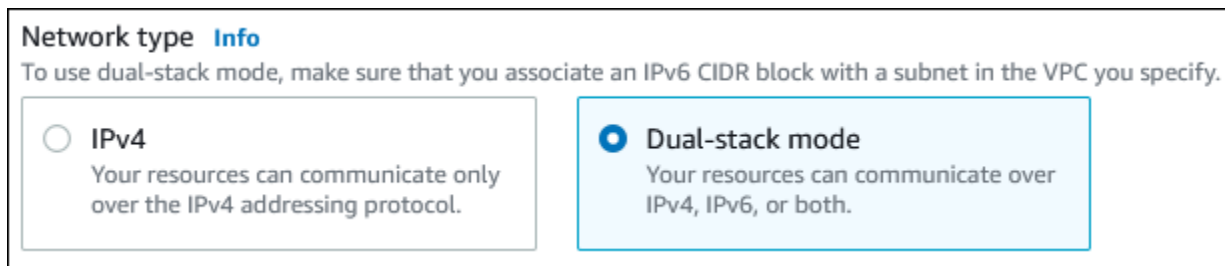 Network type Info
To use dual-stack mode, make sure that you associate an IPv6 CIDR block with a subnet in the VPC you specify.
IPv4
Your resources can communicate only
over the IPv4 addressing protocol.
Dual-stack mode
Your resources can communicate over
IPv4, IPv6, or both.